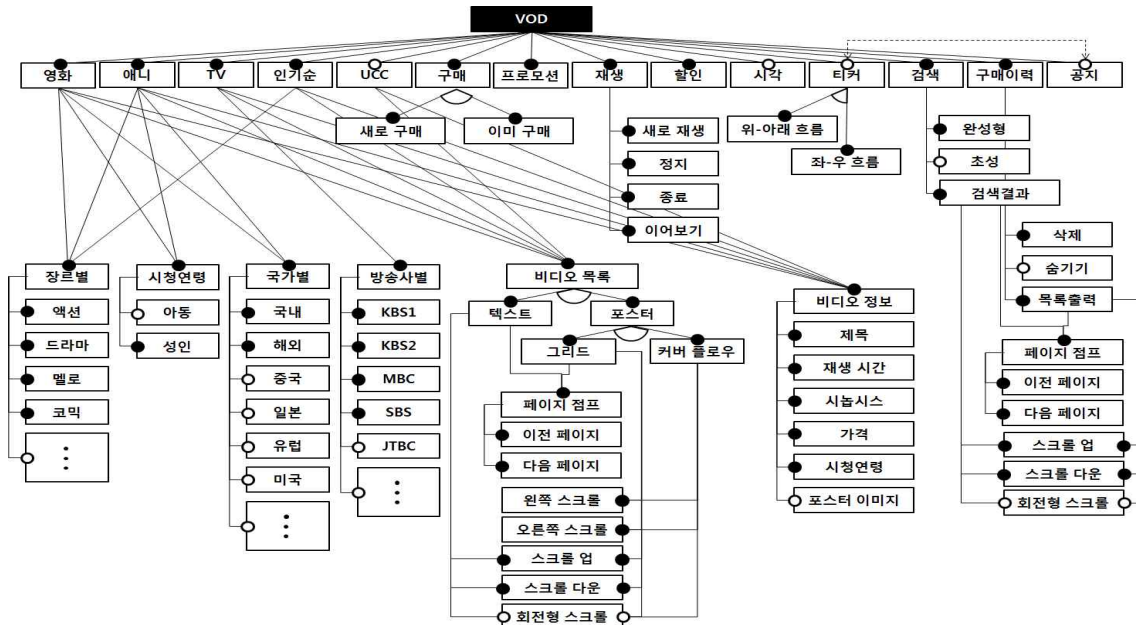 VOD
영화
애니
TV
인기순
UCC
구매
프로모션
재생
할인
시각
티커
검색
구매이력
공지
새로 구매
이미 구매
새로 재생
정지
종료
이어보기
위-아래 흐름
좌-우 흐름
완성형
초성
검색결과
삭제
숨기기
목록출력
장르별
액션
드라마
멜로
코믹
시청연령
아동
성인
국가별
국내
해외
중국
일본
유럽
미국
방송사별
KBS1
KBS2
MBC
SBS
JTBC
비디오 목록
텍스트
포스터
그리드
커버 플로우
페이지 점프
이전 페이지
다음 페이지
왼쪽 스크롤
오른쪽 스크롤
스크롤 업
스크롤 다운
회전형 스크롤
비디오 정보
제목
재생 시간
시놉시스
가격
시청연령
포스터 이미지
페이지 점프
이전 페이지
다음 페이지
스크롤 업
스크롤 다운
회전형 스크롤